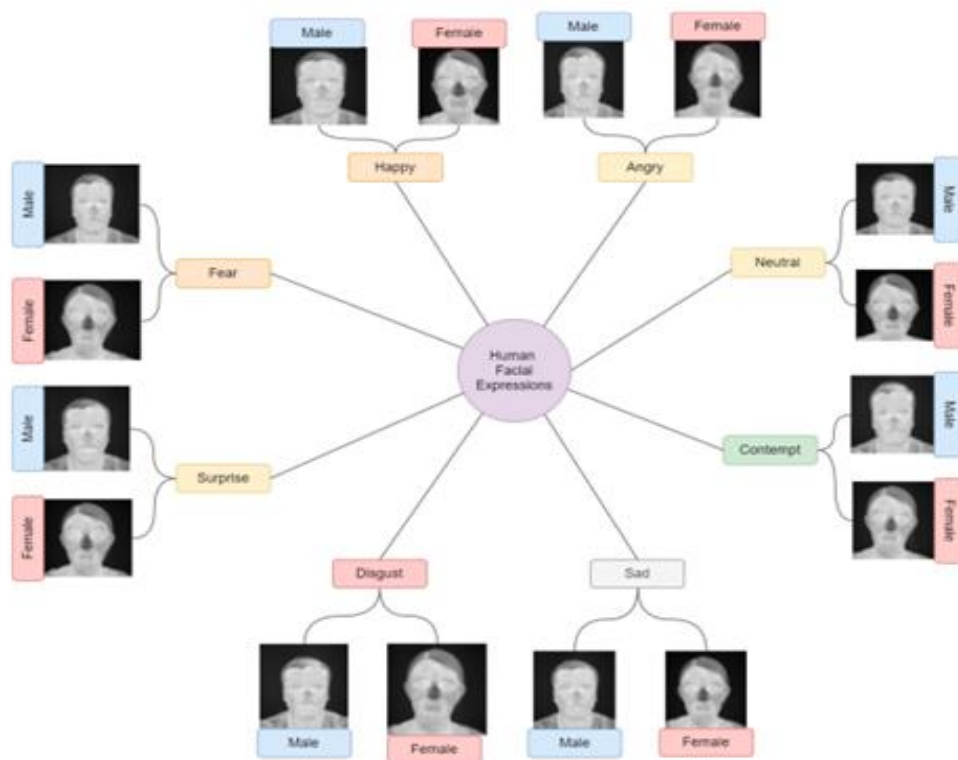 Male
Female
Male
Female
Happy
Angry
Male
Fear
Female
Neutral
Male
Female
Human
Facial
Expressions
Male
Surprise
Female
Contempt
Male
Female
Disgust
Sad
Male
Female
Male
Female